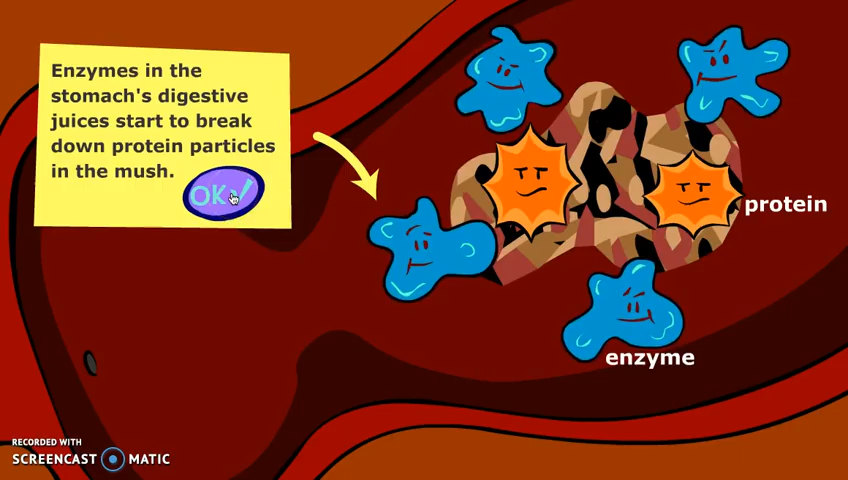 Enzymes in the
stomach's digestive
juices start to break
down protein particles
in the mush.
OK
protein
enzyme
RECORDED WITH
SCREENCAST MATIC